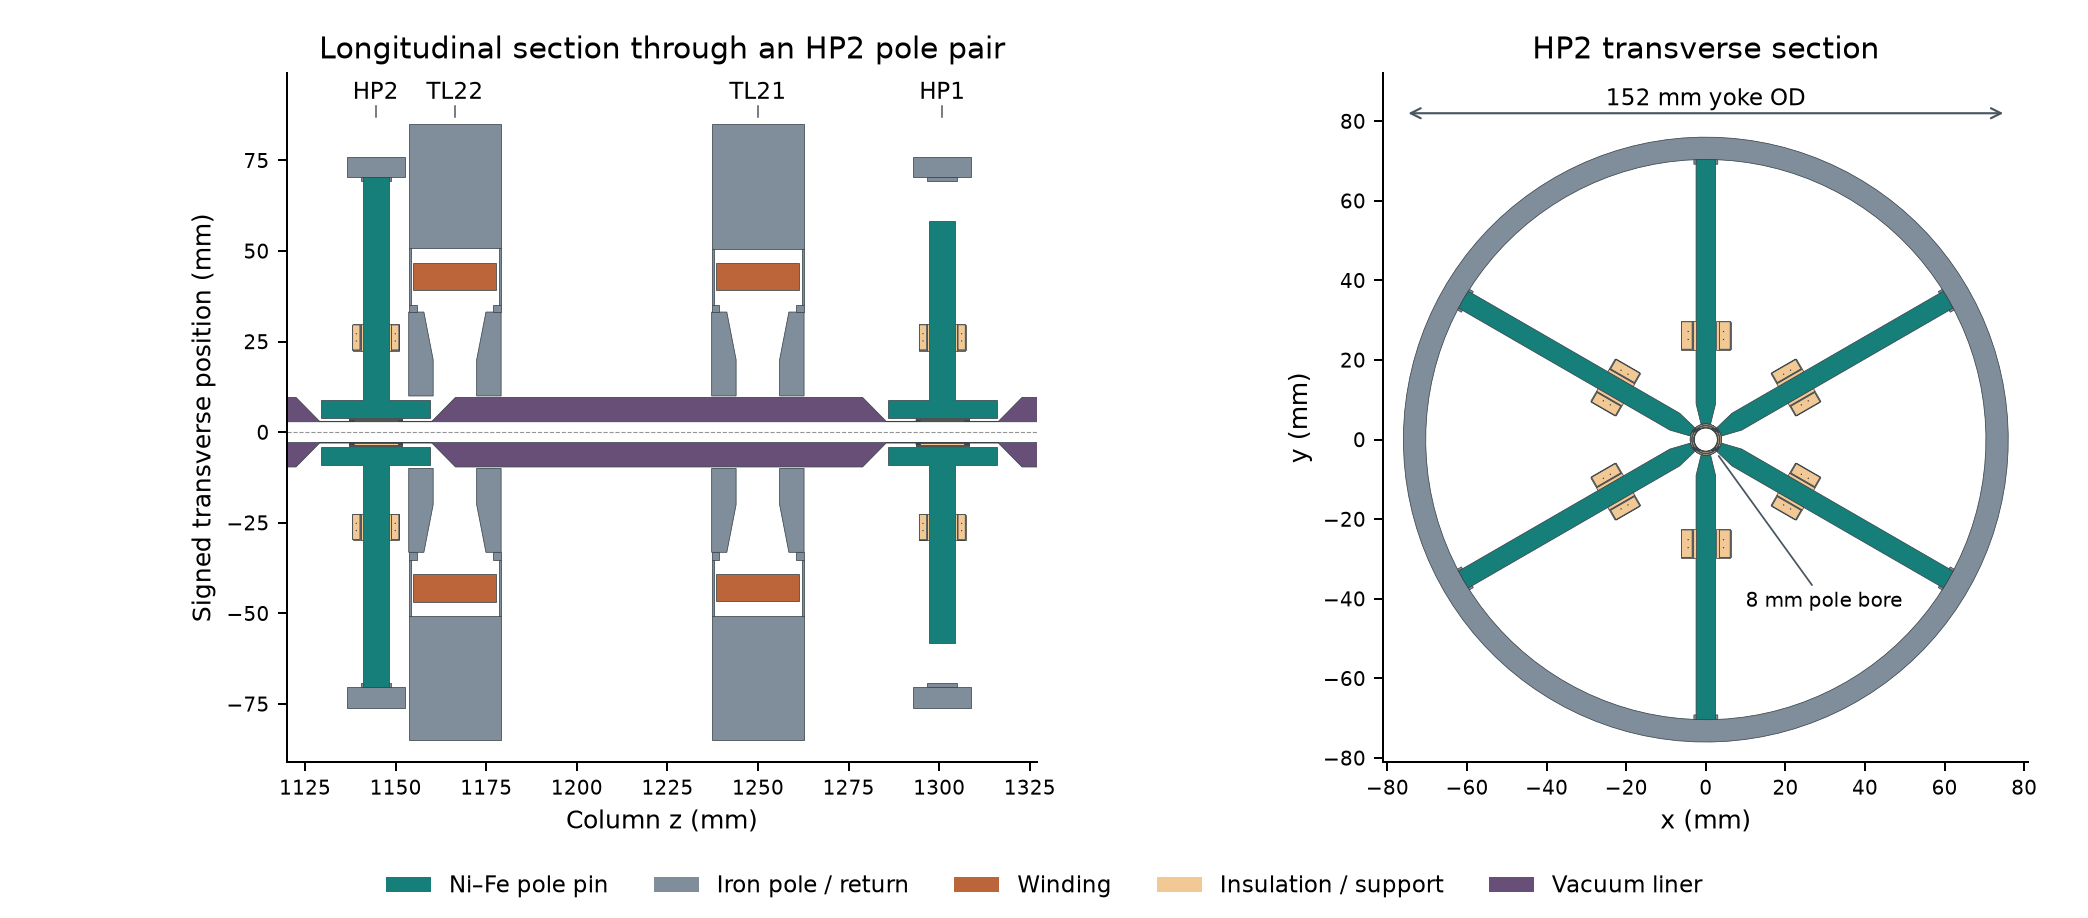 Longitudinal section through an HP2 pole pair
HP2
TL22
TL21
HP1
75
50
25
0
−25
−50
−75
Signed transverse position (mm)
1125
1150
1175
1200
1225
1250
1275
1300
1325
Column z (mm)
HP2 transverse section
152 mm yoke OD
80
60
40
20
0
−20
−40
−60
−80
y (mm)
8 mm pole bore
−80
−60
−40
−20
0
20
40
60
80
x (mm)
Ni–Fe pole pin
Iron pole / return
Winding
Insulation / support
Vacuum liner